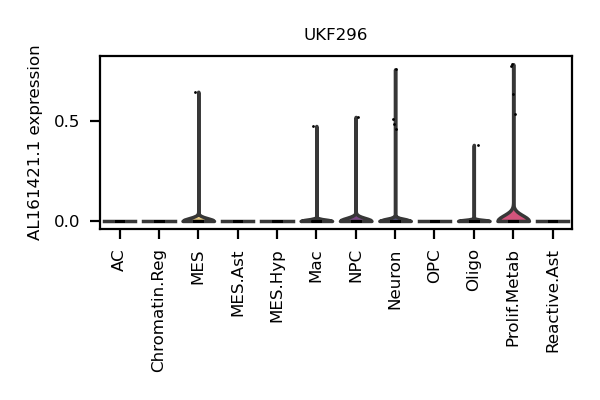 UKF296
AL161421.1 expression
0.5
0.0
AC
Chromatin.Reg
MES
MES.Ast
MES.Hyp
Mac
NPC
Neuron
OPC
Oligo
Prolif.Metab
Reactive.Ast